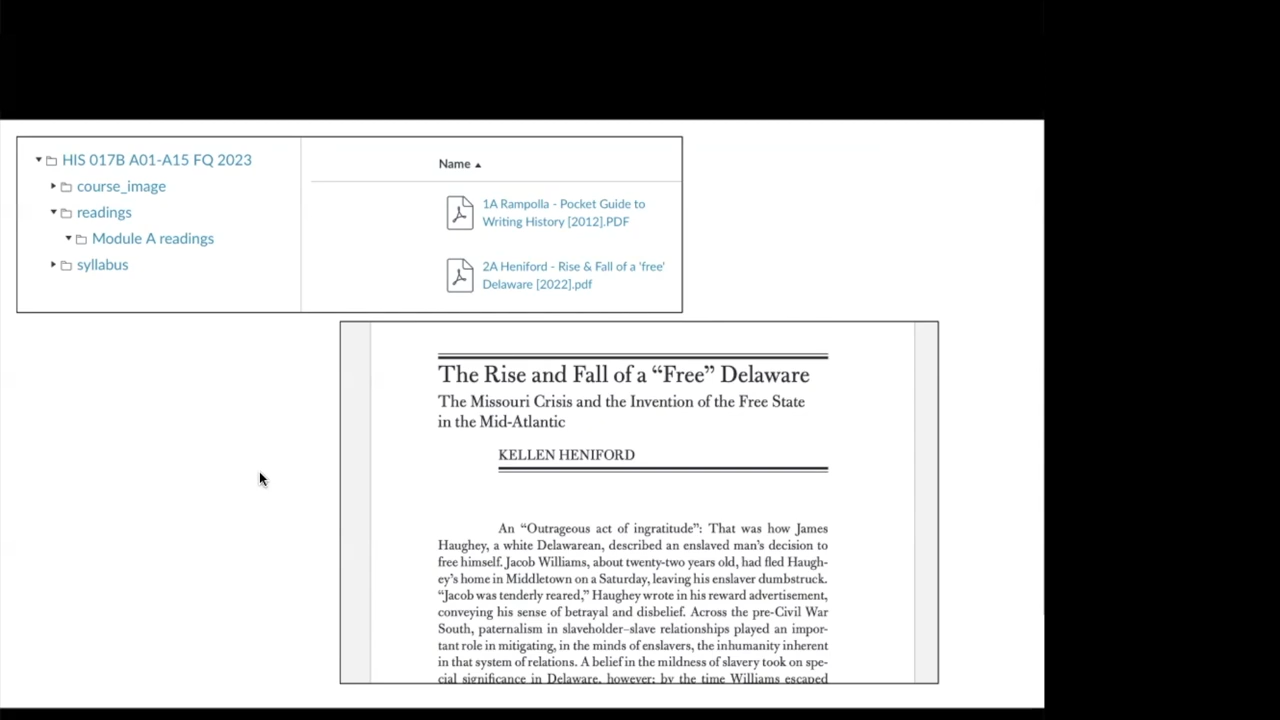 HIS 017B A01-A15 FQ 2023
course_image
readings
Module A readings
syllabus
Name
1A Rampolla - Pocket Guide to
Writing History [2012].PDF
2A Heniford - Rise & Fall of a 'free'
Delaware [2022].pdf
The Rise and Fall of a “Free” Delaware
The Missouri Crisis and the Invention of the Free State
in the Mid-Atlantic
KELLEN HENIFORD
An “Outrageous act of ingratitude”: That was how James
Haughey, a white Delawarean, described an enslaved man’s decision to
free himself. Jacob Williams, about twenty-two years old, had fled Haugh-
ey’s home in Middletown on a Saturday, leaving his enslaver dumbstruck.
“Jacob was tenderly reared,” Haughey wrote in his reward advertisement,
conveying his sense of betrayal and disbelief. Across the pre-Civil War
South, paternalism in slaveholder–slave relationships played an impor-
tant role in mitigating, in the minds of enslavers, the inhumanity inherent
in that system of relations. A belief in the mildness of slavery took on spe-
cial significance in Delaware, however; by the time Williams escaped